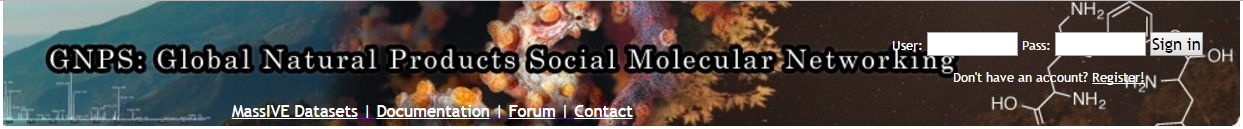 GNPS: Global Natural Products Social Molecular Networking
User: Pass: Sign in
Don't have an account? Register!
MassIVE Datasets | Documentation | Forum | Contact
NH₂
OH
H₂N
HO
NH₂